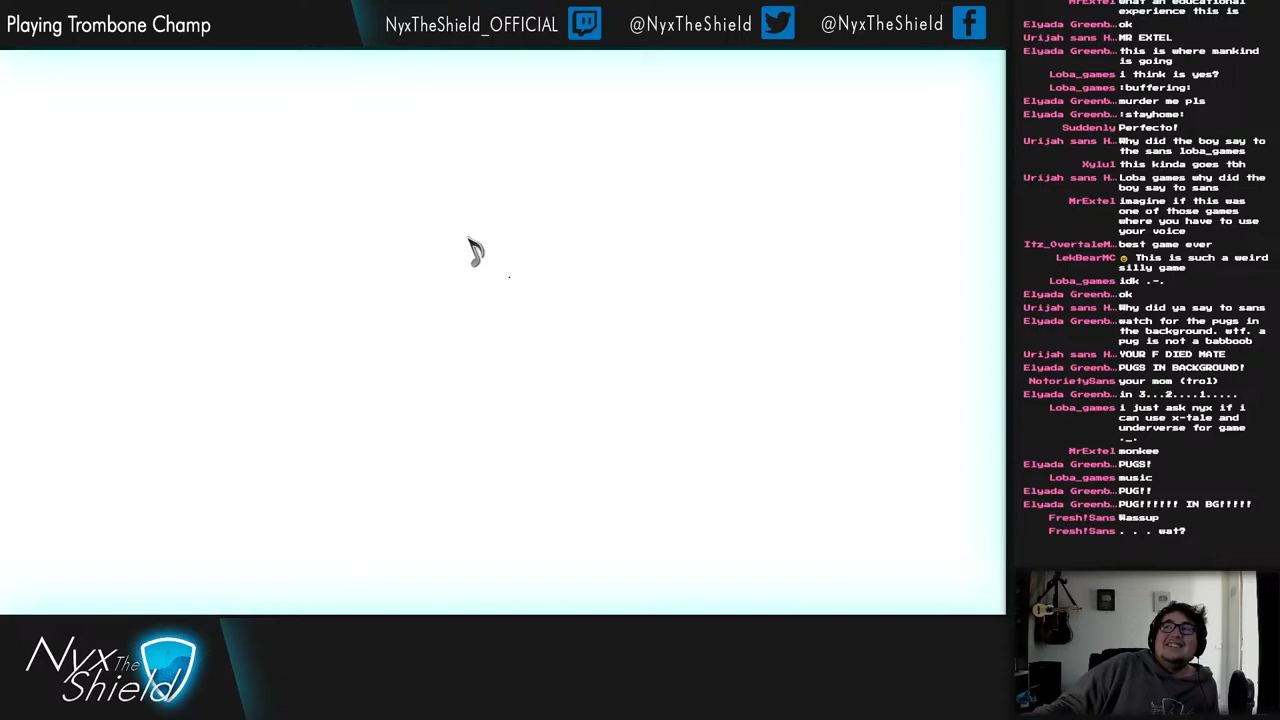 Playing Trombone Champ
NyxTheShield_OFFICIAL
@NyxTheShield
@NyxTheShield
MrExtel what an educational
experience this is
Elyada Greenb… ok
Urijah sans H… MR EXTEL
Elyada Greenb… this is where mankind
is going
Loba_games i think is yes?
Loba_games :buffering:
Elyada Greenb… murder me pls
Elyada Greenb… :stayhome:
Suddenly Perfecto!
Urijah sans H… Why did the boy say to
the sans loba_games
Xylul this kinda goes tbh
Urijah sans H… Loba games why did the
boy say to sans
MrExtel imagine if this was
one of those games
where you have to use
your voice
Itz_OvertaleM… best game ever
LekBearMC This is such a weird
silly game
Loba_games idk .-.
Elyada Greenb… ok
Urijah sans H… Why did ya say to sans
Elyada Greenb… watch for the pugs in
the background. wtf. a
pug is not a babboob
Urijah sans H… YOUR F DIED MATE
Elyada Greenb… PUGS IN BACKGROUND!
NotorietySans your mom (trol)
Elyada Greenb… in 3...2....1.....
Loba_games i just ask nyx if i
can use x-tale and
underverse for game
._.
MrExtel monkee
Elyada Greenb… PUGS!
Loba_games music
Elyada Greenb… PUG!!
Elyada Greenb… PUG!!!!!! IN BG!!!!!
Fresh!Sans Wassup
Fresh!Sans . . . wat?
Nyx The
Shield